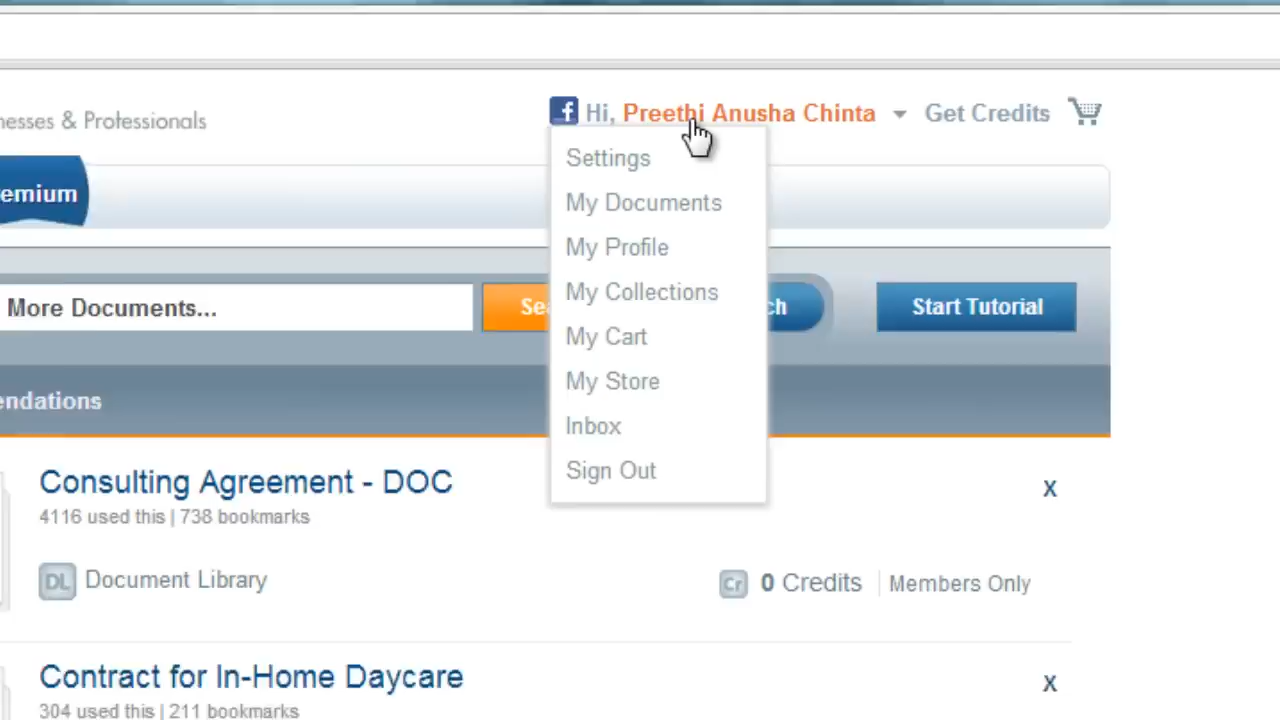 nesses & Professionals
f Hi, Preethi Anusha Chinta Get Credits
emium
Settings
My Documents
My Profile
My Collections
My Cart
My Store
Inbox
Sign Out
More Documents...
Sea
ch
Start Tutorial
endations
Consulting Agreement - DOC
X
4116 used this | 738 bookmarks
DL Document Library
Cr 0 Credits | Members Only
Contract for In-Home Daycare
X
304 used this | 211 bookmarks